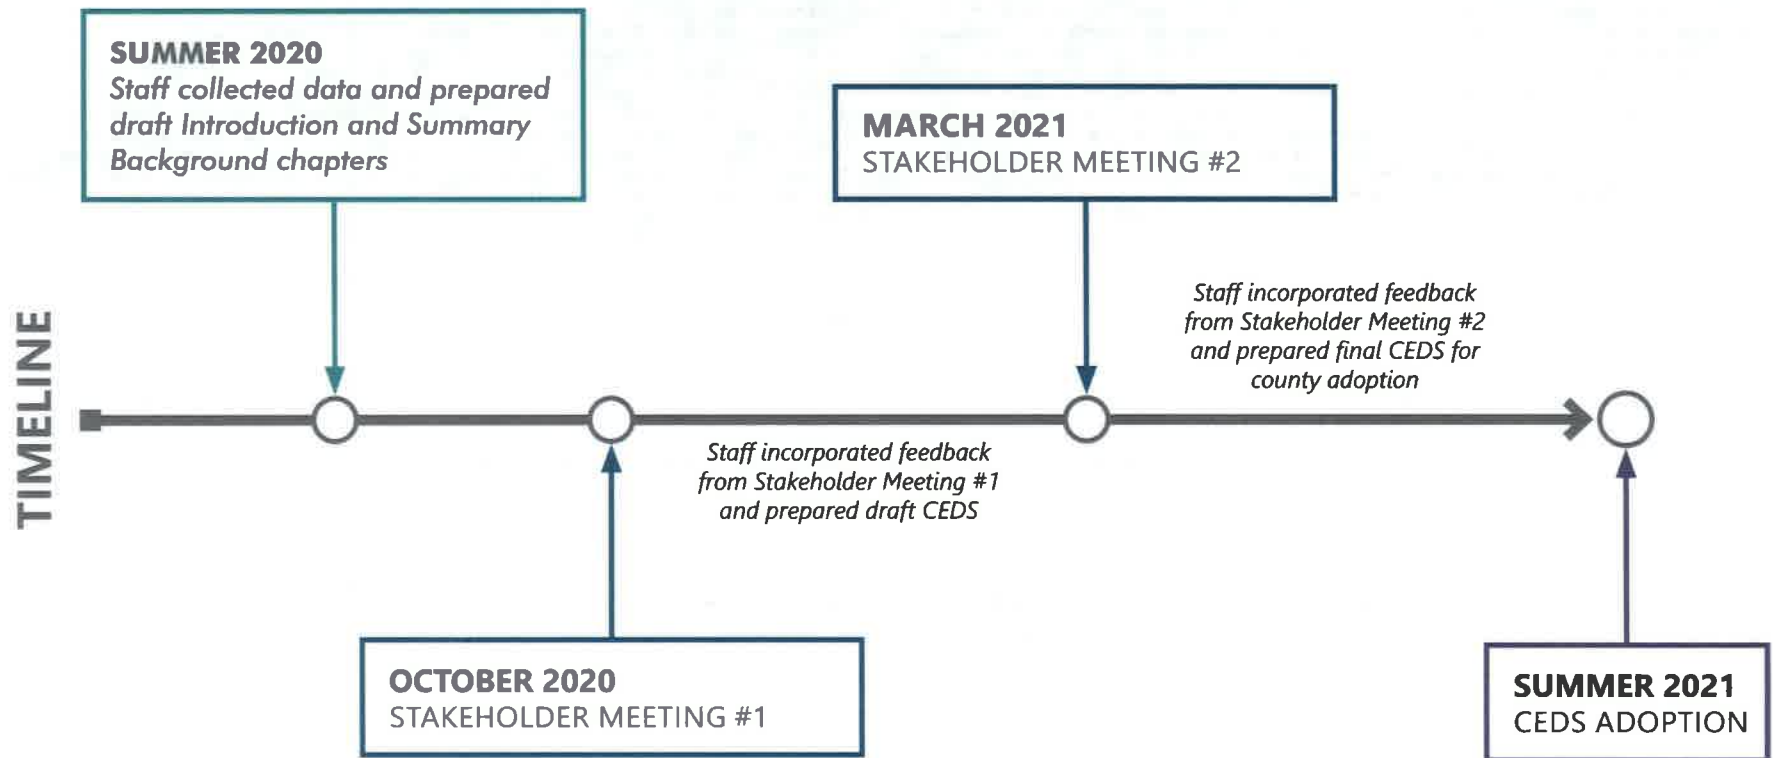 TIMELINE
SUMMER 2020
Staff collected data and prepared
draft Introduction and Summary
Background chapters
MARCH 2021
STAKEHOLDER MEETING #2
Staff incorporated feedback
from Stakeholder Meeting #2
and prepared final CEDS for
county adoption
Staff incorporated feedback
from Stakeholder Meeting #1
and prepared draft CEDS
OCTOBER 2020
STAKEHOLDER MEETING #1
SUMMER 2021
CEDS ADOPTION